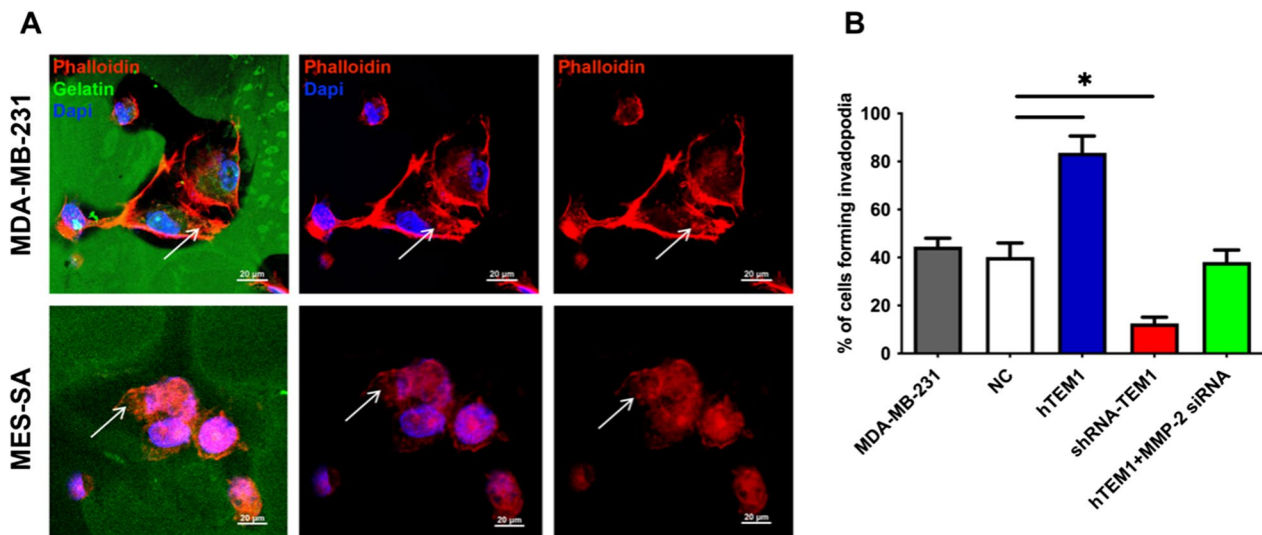 A
MDA-MB-231
Phalloidin
Gelatin
Dapi
20 µm
Phalloidin
Dapi
20 µm
Phalloidin
20 µm
MES-SA
20 µm
20 µm
20 µm
B
% of cells forming invadopodia
*
100
80
60
40
20
0
MDA-MB-231
NC
hTEM1
shRNA-TEM1
hTEM1+MMP-2 siRNA